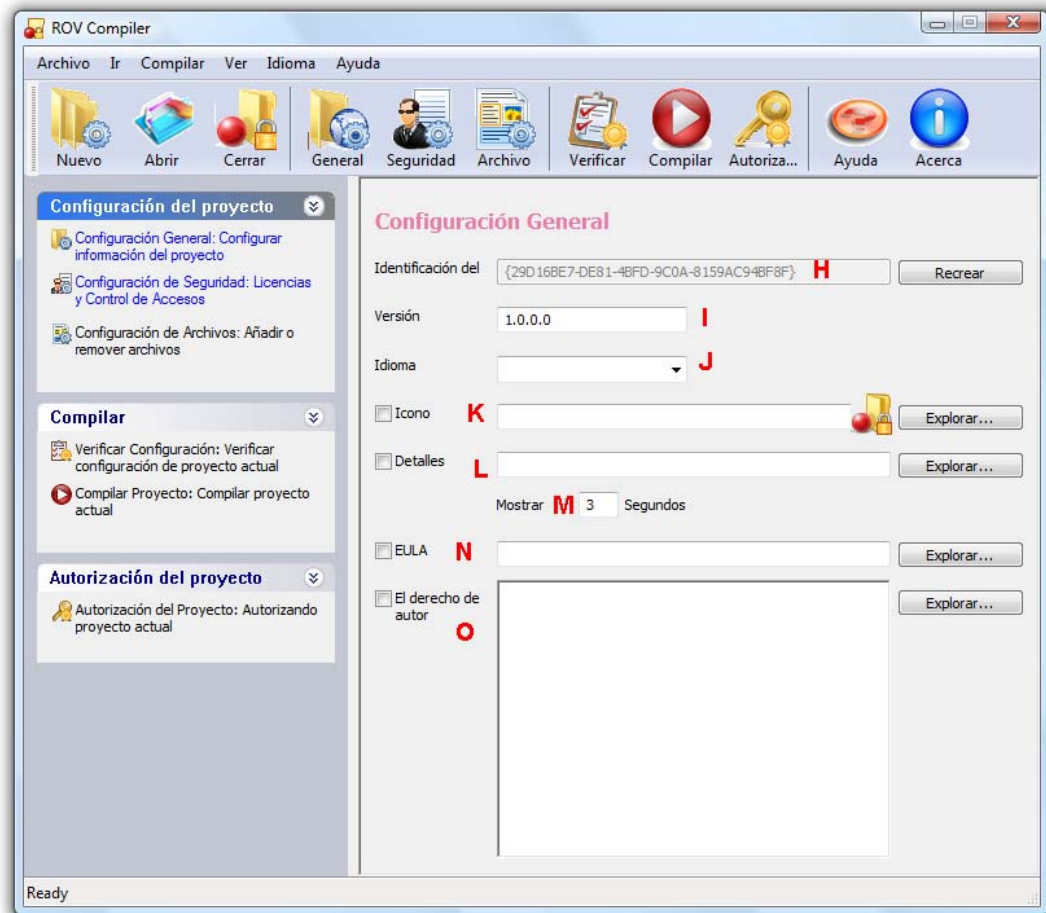 ROV Compiler
Archivo Ir Compilar Ver Idioma Ayuda
Nuevo Abrir Cerrar General Seguridad Archivo Verificar Compilar Autoriza... Ayuda Acerca
Configuración del proyecto
Configuración General: Configurar
información del proyecto
Configuración de Seguridad: Licencias
y Control de Accesos
Configuración de Archivos: Añadir o
remover archivos
Compilar
Verificar Configuración: Verificar
configuración de proyecto actual
Compilar Proyecto: Compilar proyecto
actual
Autorización del proyecto
Autorización del Proyecto: Autorizando
proyecto actual
Configuración General
Identificación del {29D16BE7-DE81-4BFD-9C0A-8159AC94BF8F} H Recrear
Versión 1.0.0.0 I
Idioma J
Icono K Explorar...
Detalles L Explorar...
Mostrar M 3 Segundos
EULA N Explorar...
El derecho de Explorar...
autor
O
Ready